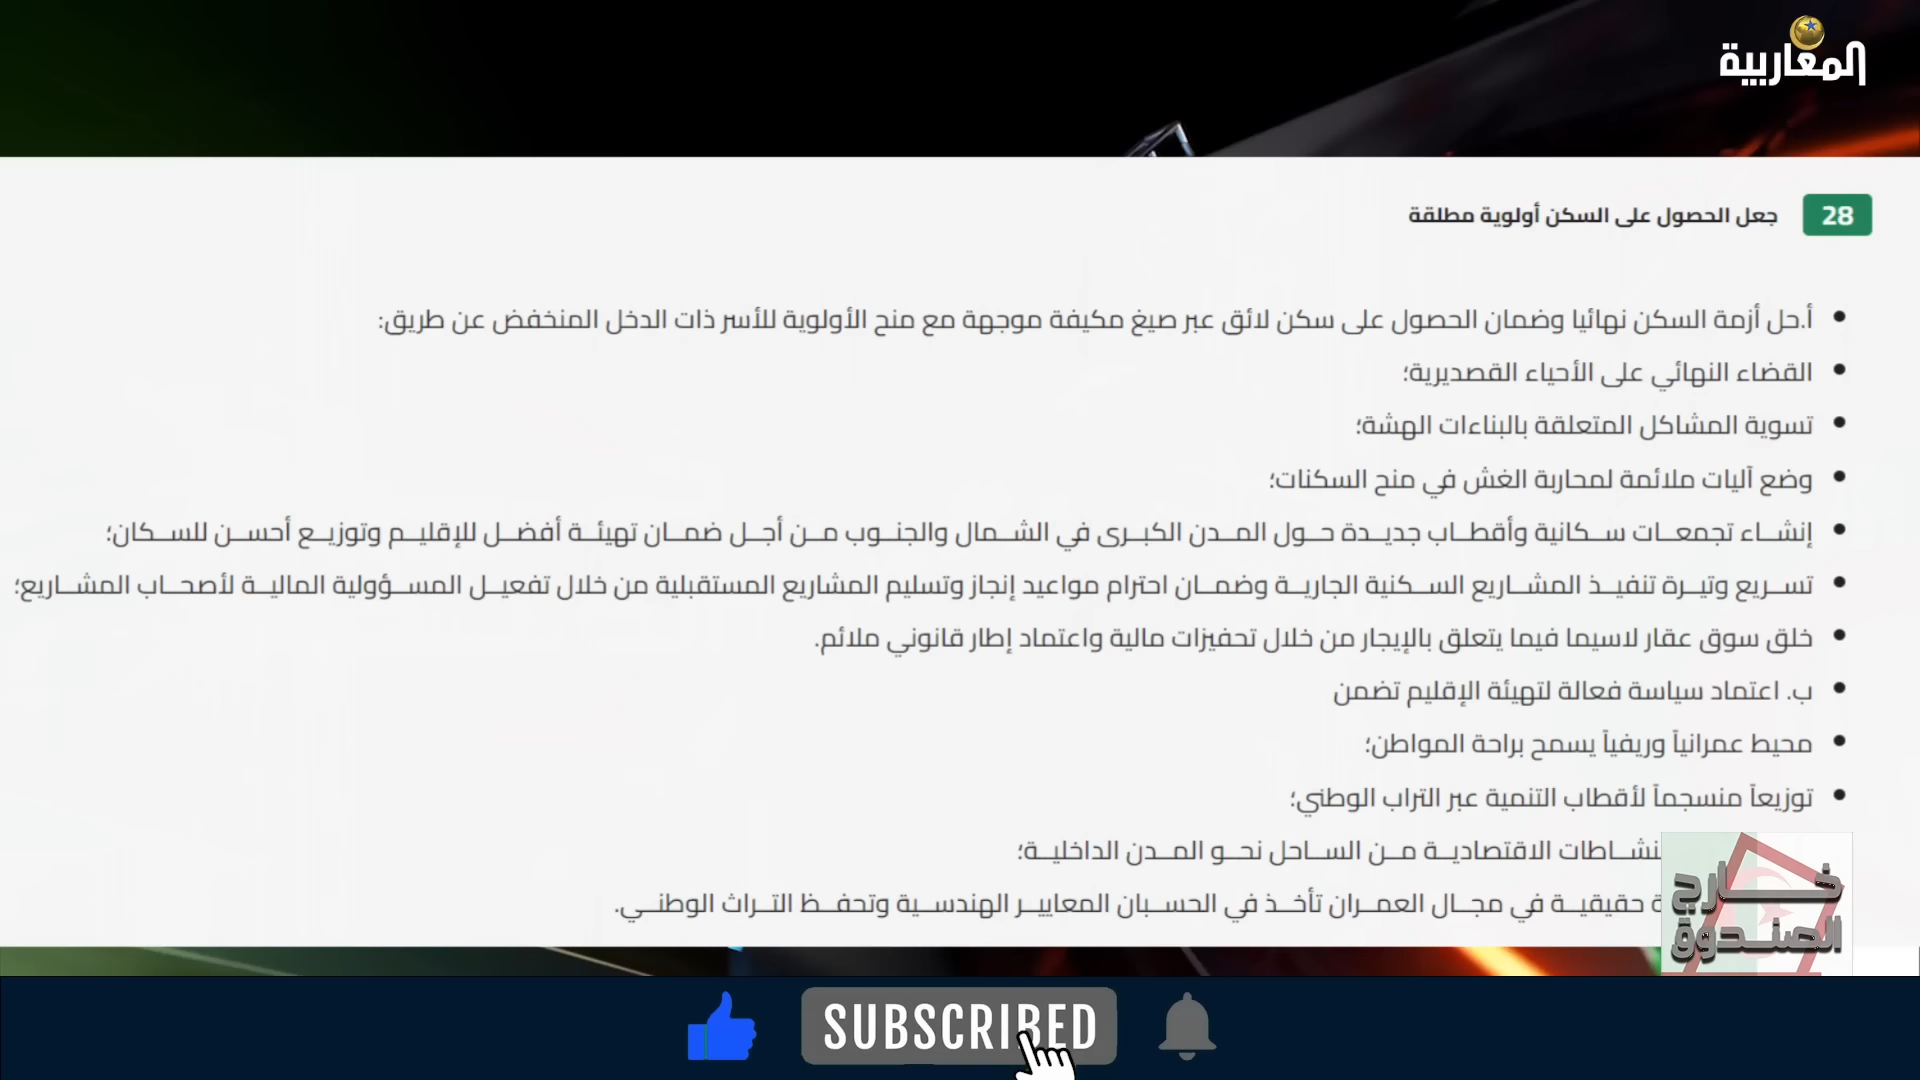 المغاربية
28
جعل الحصول على السكن أولوية مطلقة
أ.حل أزمة السكن نهائيا وضمان الحصول على سكن لائق عبر صيغ مكيفة موجهة مع منح الأولوية للأسر ذات الدخل المنخفض عن طريق:
القضاء النهائي على الأحياء القصديرية؛
تسوية المشاكل المتعلقة بالبناءات الهشة؛
وضع آليات ملائمة لمحاربة الغش في منح السكنات؛
إنشاء تجمعات سكانية وأقطاب جديدة حول المدن الكبرى في الشمال والجنوب من أجل ضمان تهيئة أفضل للإقليم وتوزيع أحسن للسكان؛
تسريع وتيرة تنفيذ المشاريع السكنية الجارية وضمان احترام مواعيد إنجاز وتسليم المشاريع المستقبلية من خلال تفعيل المسؤولية المالية لأصحاب المشاريع؛
خلق سوق عقار لاسيما فيما يتعلق بالإيجار من خلال تحفيزات مالية واعتماد إطار قانوني ملائم.
ب. اعتماد سياسة فعالة لتهيئة الإقليم تضمن
محيط عمرانياً وريفياً يسمح براحة المواطن؛
توزيعاً منسجماً لأقطاب التنمية عبر التراب الوطني؛
نشاطات الاقتصادية من الساحل نحو المدن الداخلية؛
حقيقية في مجال العمران تأخذ في الحسبان المعايير الهندسية وتحفظ التراث الوطني.
خارج
الصندوق
SUBSCRIBED